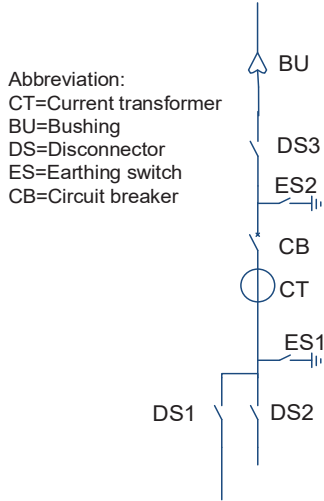 BU
Abbreviation:
CT=Current transformer
BU=Bushing
DS=Disconnector
ES=Earthing switch
CB=Circuit breaker
DS3
ES2
CB
CT
ES1
DS1
DS2